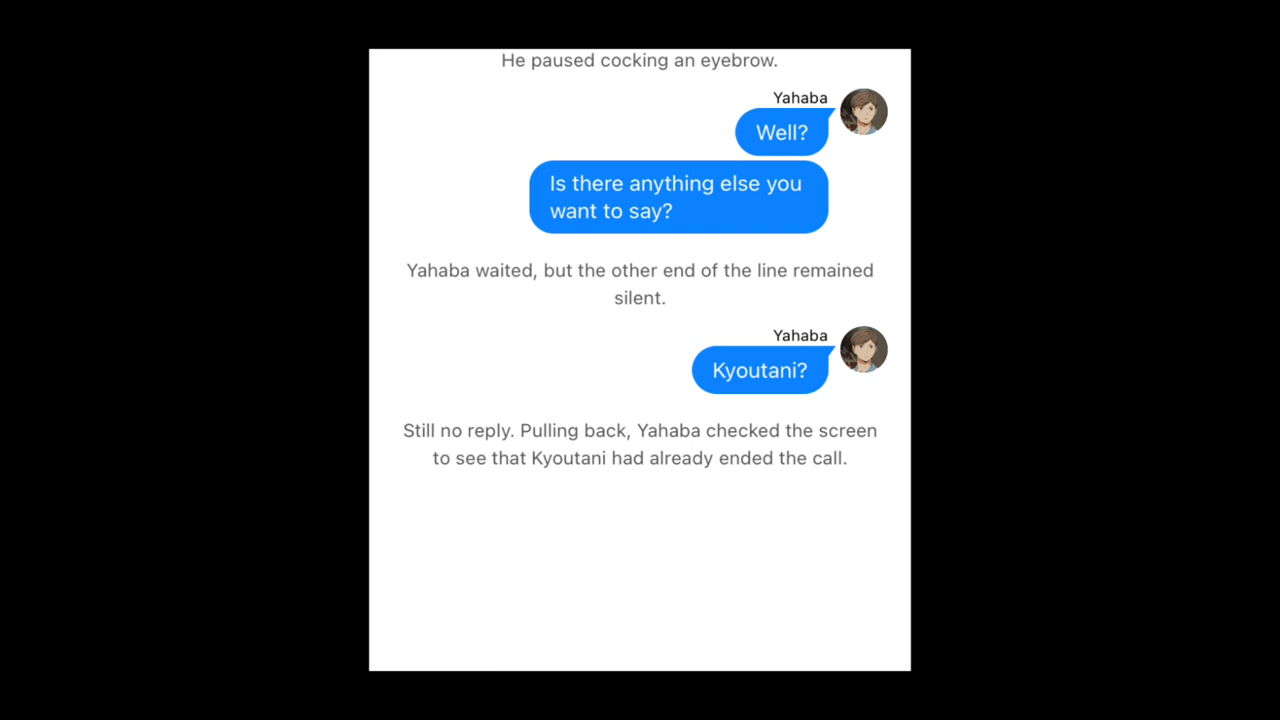 He paused cocking an eyebrow.
Yahaba
Well?
Is there anything else you
want to say?
Yahaba waited, but the other end of the line remained
silent.
Yahaba
Kyoutani?
Still no reply. Pulling back, Yahaba checked the screen
to see that Kyoutani had already ended the call.